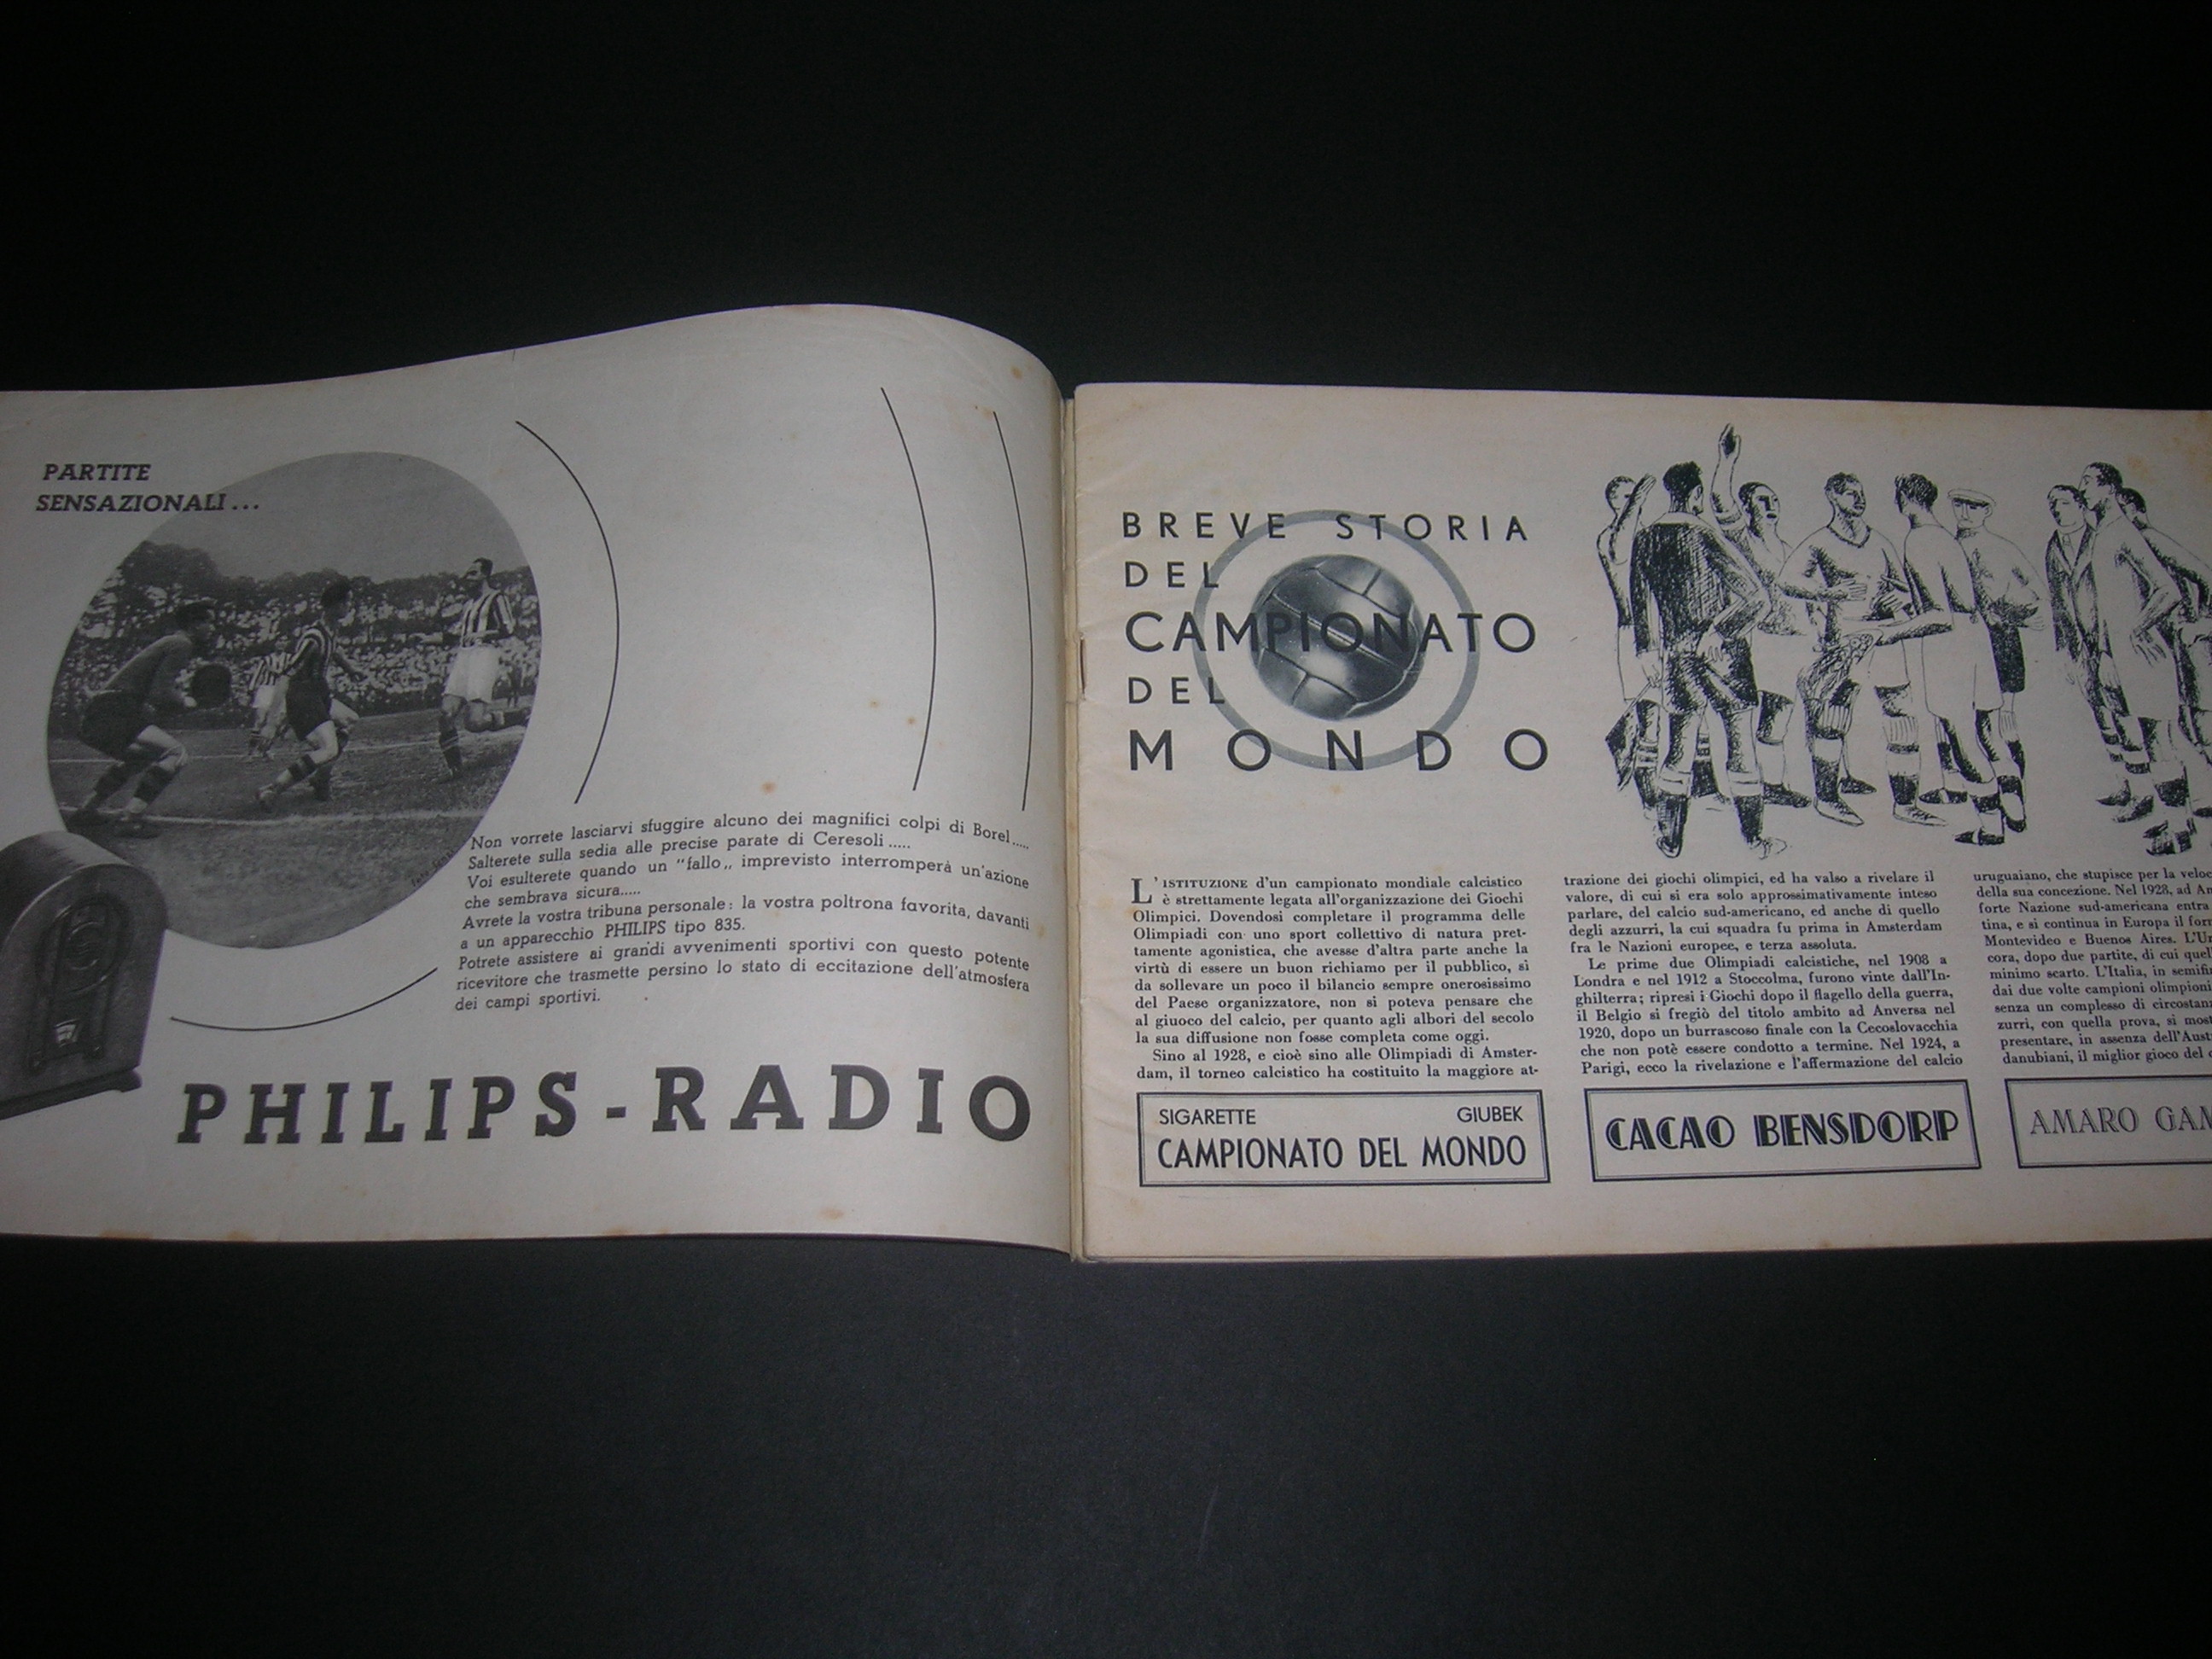 PARTITE
SENSAZIONALI...
Non vorrete lasciarvi sfuggire alcuno dei magnifici colpi di Borel.....
Salterete sulla sedia alle precise parate di Ceresoli.....
Voi esulterete quando un "fallo„ imprevisto interromperà un'azione
che sembrava sicura.....
Avrete la vostra tribuna personale: la vostra poltrona favorita, davanti
a un apparecchio PHILIPS tipo 835.
Potrete assistere ai grandi avvenimenti sportivi con questo potente
ricevitore che trasmette persino lo stato di eccitazione dell'atmosfera
dei campi sportivi.
PHILIPS-RADIO
BREVE STORIA
DEL
CAMPIONATO
DEL
MONDO
L'ISTITUZIONE d'un campionato mondiale calcistico
è strettamente legata all'organizzazione dei Giochi
Olimpici. Dovendosi completare il programma delle
Olimpiadi con uno sport collettivo di natura pret-
tamente agonistica, che avesse d'altra parte anche la
virtù di essere un buon richiamo per il pubblico, sì
da sollevare un poco il bilancio sempre onerosissimo
del Paese organizzatore, non si poteva pensare che
al giuoco del calcio, per quanto agli albori del secolo
la sua diffusione non fosse completa come oggi.
Sino al 1928, e cioè sino alle Olimpiadi di Amster-
dam, il torneo calcistico ha costituito la maggiore at-
trazione dei giochi olimpici, ed ha valso a rivelare il
valore, di cui si era solo approssimativamente inteso
parlare, del calcio sud-americano, ed anche di quello
degli azzurri, la cui squadra fu prima in Amsterdam
fra le Nazioni europee, e terza assoluta.
Le prime due Olimpiadi calcistiche, nel 1908 a
Londra e nel 1912 a Stoccolma, furono vinte dall'In-
ghilterra; ripresi i Giochi dopo il flagello della guerra,
il Belgio si fregiò del titolo ambito ad Anversa nel
1920, dopo un burrascoso finale con la Cecoslovacchia
che non potè essere condotto a termine. Nel 1924, a
Parigi, ecco la rivelazione e l'affermazione del calcio
uruguaiano, che stupisce per la veloc
della sua concezione. Nel 1928, ad Am
forte Nazione sud-americana entra
tina, e si continua in Europa il for
Montevideo e Buenos Aires. L'Ur
cora, dopo due partite, di cui quel
minimo scarto. L'Italia, in semifi
dai due volte campioni olimpioni
senza un complesso di circostan
zurri, con quella prova, si most
presentare, in assenza dell'Aust
danubiani, il miglior gioco del c
SIGARETTE GIUBEK
CAMPIONATO DEL MONDO
CACAO BENSDORP
AMARO GAM